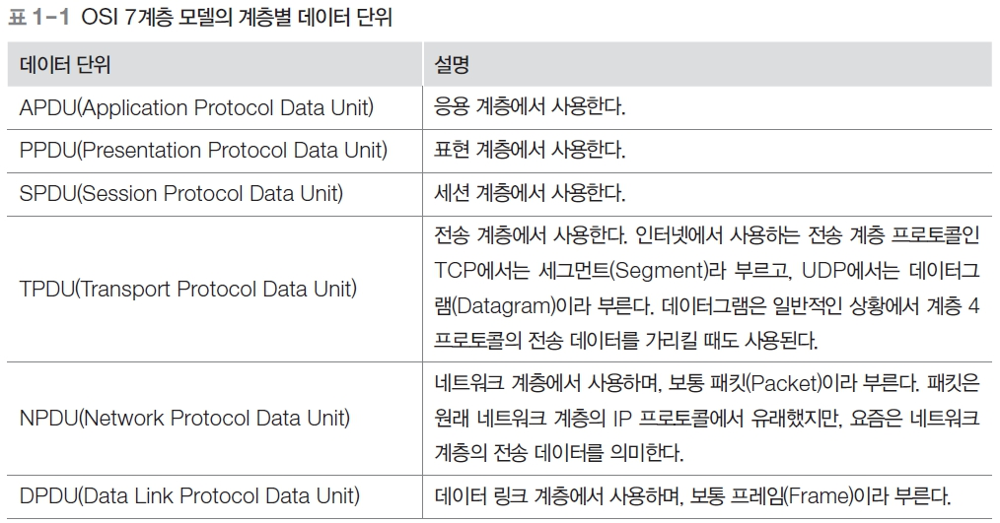 표 1-1 OSI 7계층 모델의 계층별 데이터 단위
데이터 단위
설명
APDU(Application Protocol Data Unit)
응용 계층에서 사용한다.
PPDU(Presentation Protocol Data Unit)
표현 계층에서 사용한다.
SPDU(Session Protocol Data Unit)
세션 계층에서 사용한다.
TPDU(Transport Protocol Data Unit)
전송 계층에서 사용한다. 인터넷에서 사용하는 전송 계층 프로토콜인
TCP에서는 세그먼트(Segment)라 부르고, UDP에서는 데이터그
램(Datagram)이라 부른다. 데이터그램은 일반적인 상황에서 계층 4
프로토콜의 전송 데이터를 가리킬 때도 사용된다.
NPDU(Network Protocol Data Unit)
네트워크 계층에서 사용하며, 보통 패킷(Packet)이라 부른다. 패킷은
원래 네트워크 계층의 IP 프로토콜에서 유래했지만, 요즘은 네트워크
계층의 전송 데이터를 의미한다.
DPDU(Data Link Protocol Data Unit)
데이터 링크 계층에서 사용하며, 보통 프레임(Frame)이라 부른다.